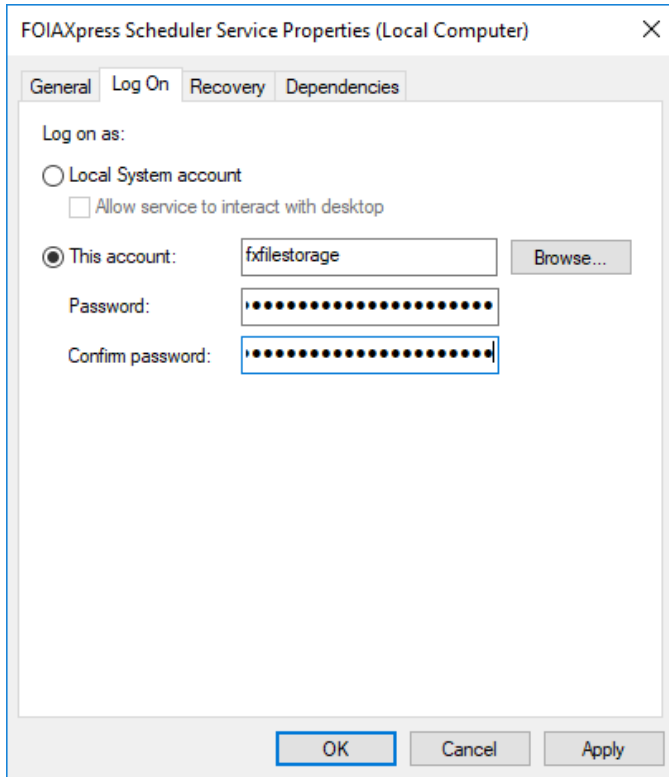 FOIAXpress Scheduler Service Properties (Local Computer)
General Log On Recovery Dependencies
Log on as:
Local System account
Allow service to interact with desktop
This account: fxfilestorage Browse...
Password: ●●●●●●●●●●●●●●●●●●●●●
Confirm password: ●●●●●●●●●●●●●●●●●●●●●
OK Cancel Apply